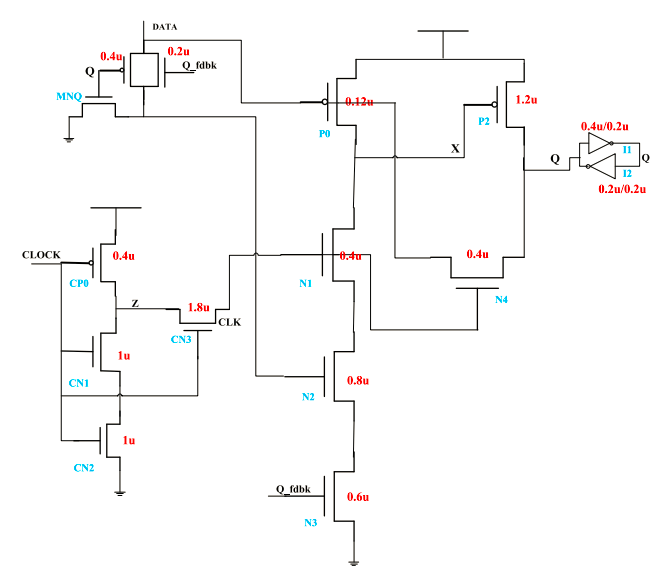 DATA
0.4u
0.2u
Q
Q_fdbk
MNQ
0.12u
P0
1.2u
P2
X
0.4u/0.2u
I1
Q
Q
I2
0.2u/0.2u
CLOCK
0.4u
CP0
Z
1.8u
CLK
CN3
0.4u
N1
0.4u
N4
1u
CN1
0.8u
N2
1u
CN2
Q_fdbk
0.6u
N3